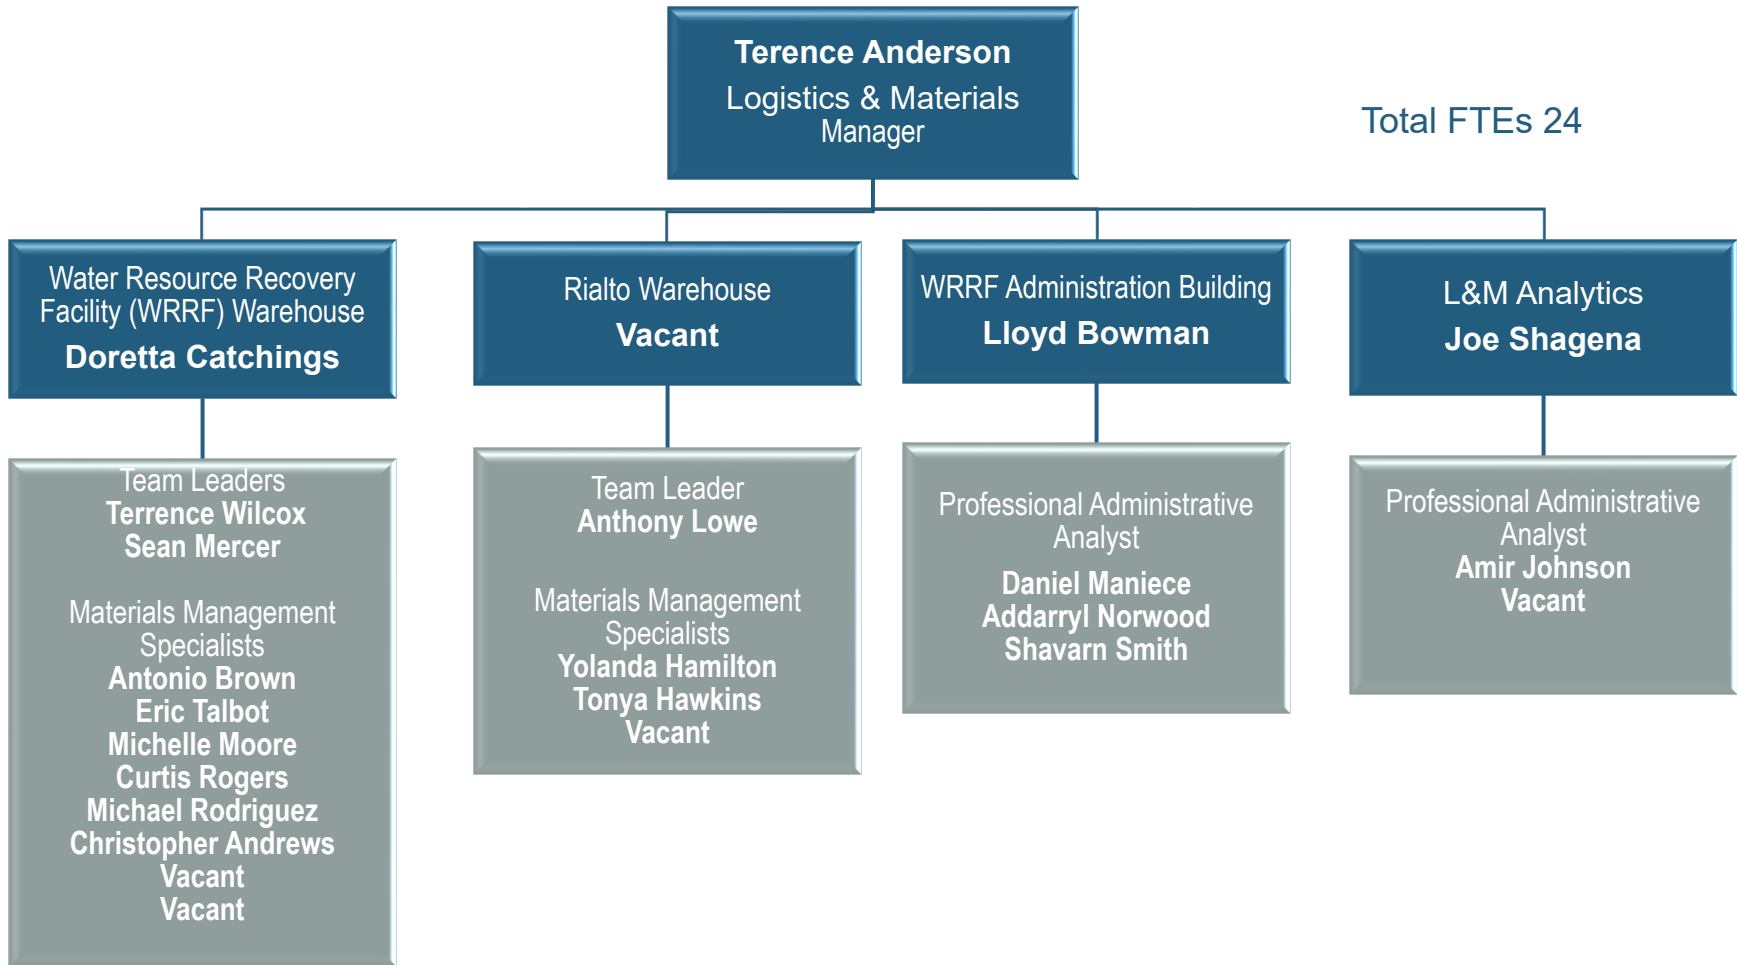 Terence Anderson
Logistics & Materials
Manager
Total FTEs 24
Water Resource Recovery
Facility (WRRF) Warehouse
Doretta Catchings
Rialto Warehouse
Vacant
WRRF Administration Building
Lloyd Bowman
L&M Analytics
Joe Shagena
Team Leaders
Terrence Wilcox
Sean Mercer
Materials Management
Specialists
Antonio Brown
Eric Talbot
Michelle Moore
Curtis Rogers
Michael Rodriguez
Christopher Andrews
Vacant
Vacant
Team Leader
Anthony Lowe
Materials Management
Specialists
Yolanda Hamilton
Tonya Hawkins
Vacant
Professional Administrative
Analyst
Daniel Maniece
Addarryl Norwood
Shavarn Smith
Professional Administrative
Analyst
Amir Johnson
Vacant